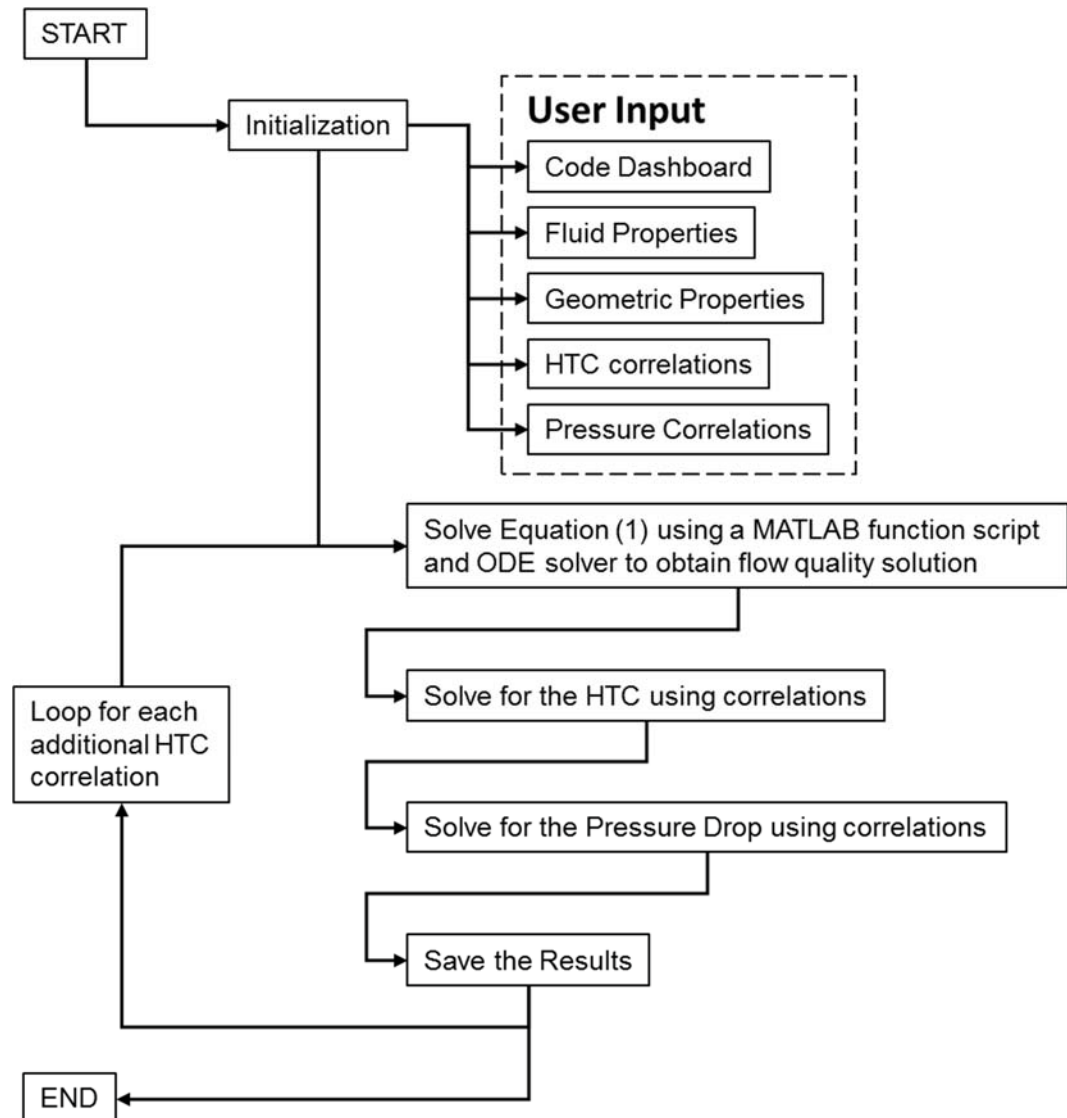 START
Initialization
User Input
Code Dashboard
Fluid Properties
Geometric Properties
HTC correlations
Pressure Correlations
Solve Equation (1) using a MATLAB function script
and ODE solver to obtain flow quality solution
Solve for the HTC using correlations
Loop for each
additional HTC
correlation
Solve for the Pressure Drop using correlations
Save the Results
END